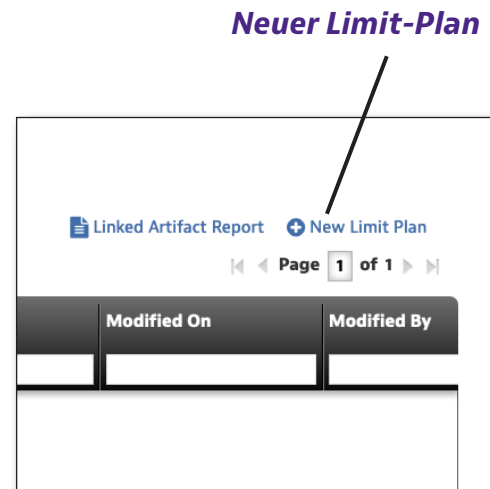 Neuer Limit-Plan
Linked Artifact Report New Limit Plan
Page 1 of 1
Modified On Modified By